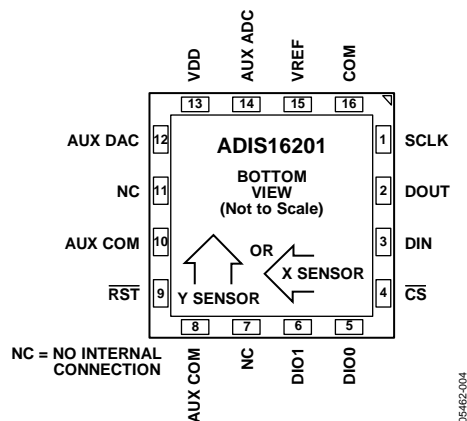 VDD
AUX ADC
VREF
COM
13
14
15
16
AUX DAC
12
ADIS16201
1
SCLK
BOTTOM
VIEW
(Not to Scale)
NC
11
2
DOUT
AUX COM
10
3
DIN
OR
X SENSOR
RST
9
Y SENSOR
4
CS
8
7
6
5
NC = NO INTERNAL
CONNECTION
AUX COM
NC
DIO1
DIO0
05462-004